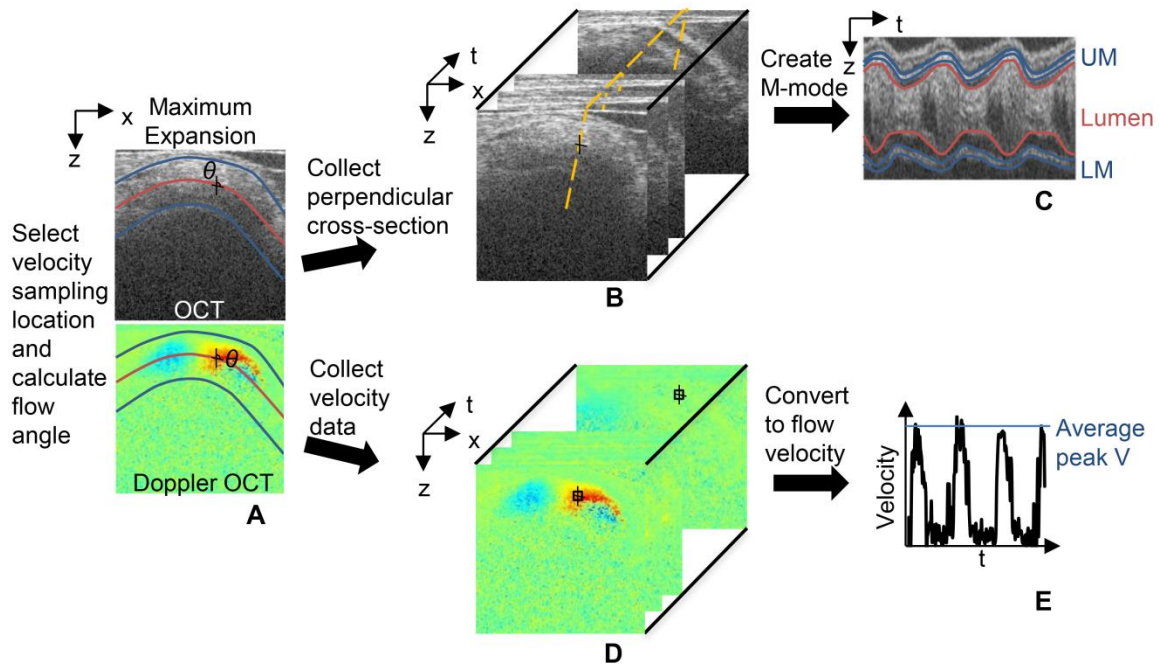 x
z
Maximum
Expansion
θ
OCT
Select
velocity
sampling
location
and
calculate
flow
angle
θ
Doppler OCT
A
Collect
perpendicular
cross-section
t
x
z
B
Create
M-mode
t
z
UM
Lumen
LM
C
Collect
velocity
data
t
x
z
D
Convert
to flow
velocity
Velocity
t
Average
peak V
E